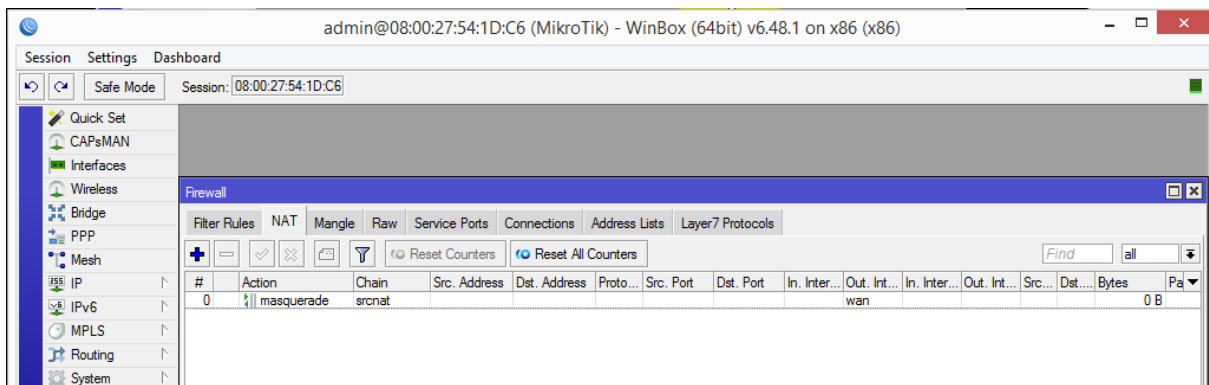 admin@08:00:27:54:1D:C6 (MikroTik) - WinBox (64bit) v6.48.1 on x86 (x86)
Session Settings Dashboard
Safe Mode Session: 08:00:27:54:1D:C6
Quick Set
CAPsMAN
Interfaces
Wireless
Bridge
PPP
Mesh
IP
IPv6
MPLS
Routing
System
Firewall
Filter Rules NAT Mangle Raw Service Ports Connections Address Lists Layer7 Protocols
Reset Counters Reset All Counters Find all
# Action Chain Src. Address Dst. Address Proto... Src. Port Dst. Port In. Inter... Out. Int... In. Inter... Out. Int... Src... Dst.... Bytes Pa
0 masquerade srcnat wan 0 B